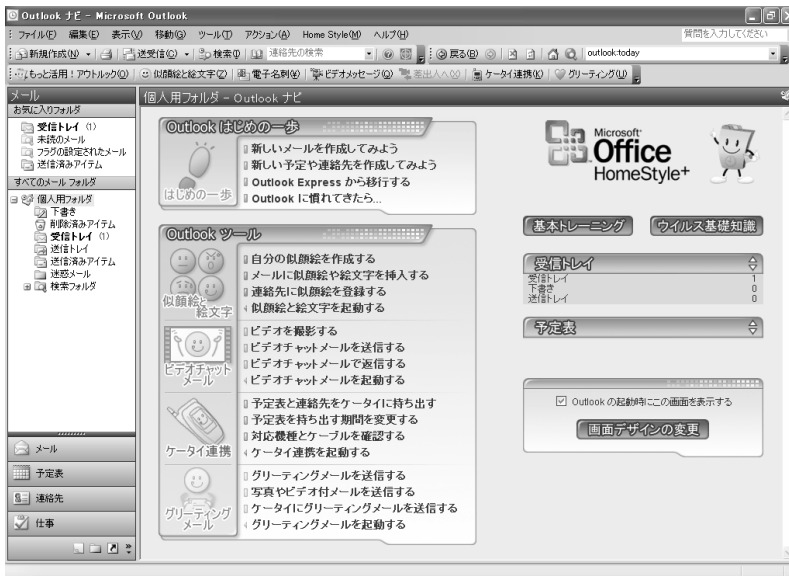 Outlook ナビ - Microsoft Outlook
ファイル(F) 編集(E) 表示(V) 移動(G) ツール(T) アクション(A) Home Style(M) ヘルプ(H) 質問を入力してください
新規作成(N) 送受信(C) 検索(I) 連絡先の検索 戻る(B) outlook:today
もっと活用!アウトルック(O) 似顔絵と絵文字(Z) 電子名刺(W) ビデオメッセージ(Q) 差出人へ(X) ケータイ連携(K) グリーティング(U)
メール
個人用フォルダ - Outlook ナビ
お気に入りフォルダ
受信トレイ (1)
未読のメール
フラグの設定されたメール
送信済みアイテム
すべてのメール フォルダ
個人用フォルダ
下書き
削除済みアイテム
受信トレイ (1)
送信トレイ
送信済みアイテム
迷惑メール
検索フォルダ
メール
予定表
連絡先
仕事
Outlook はじめの一歩
はじめの一歩
新しいメールを作成してみよう
新しい予定や連絡先を作成してみよう
Outlook Express から移行する
Outlook に慣れてきたら...
Outlook ツール
似顔絵と
絵文字
自分の似顔絵を作成する
メールに似顔絵や絵文字を挿入する
連絡先に似顔絵を登録する
似顔絵と絵文字を起動する
ビデオチャット
メール
ビデオを撮影する
ビデオチャットメールを送信する
ビデオチャットメールで返信する
ビデオチャットメールを起動する
ケータイ連携
予定表と連絡先をケータイに持ち出す
予定表を持ち出す期間を変更する
対応機種とケーブルを確認する
ケータイ連携を起動する
グリーティング
メール
グリーティングメールを送信する
写真やビデオ付メールを送信する
ケータイにグリーティングメールを送信する
グリーティングメールを起動する
Microsoft
Office
HomeStyle+
基本トレーニング ウイルス基礎知識
受信トレイ
受信トレイ 1
下書き 0
送信トレイ 0
予定表
Outlook の起動時にこの画面を表示する
画面デザインの変更